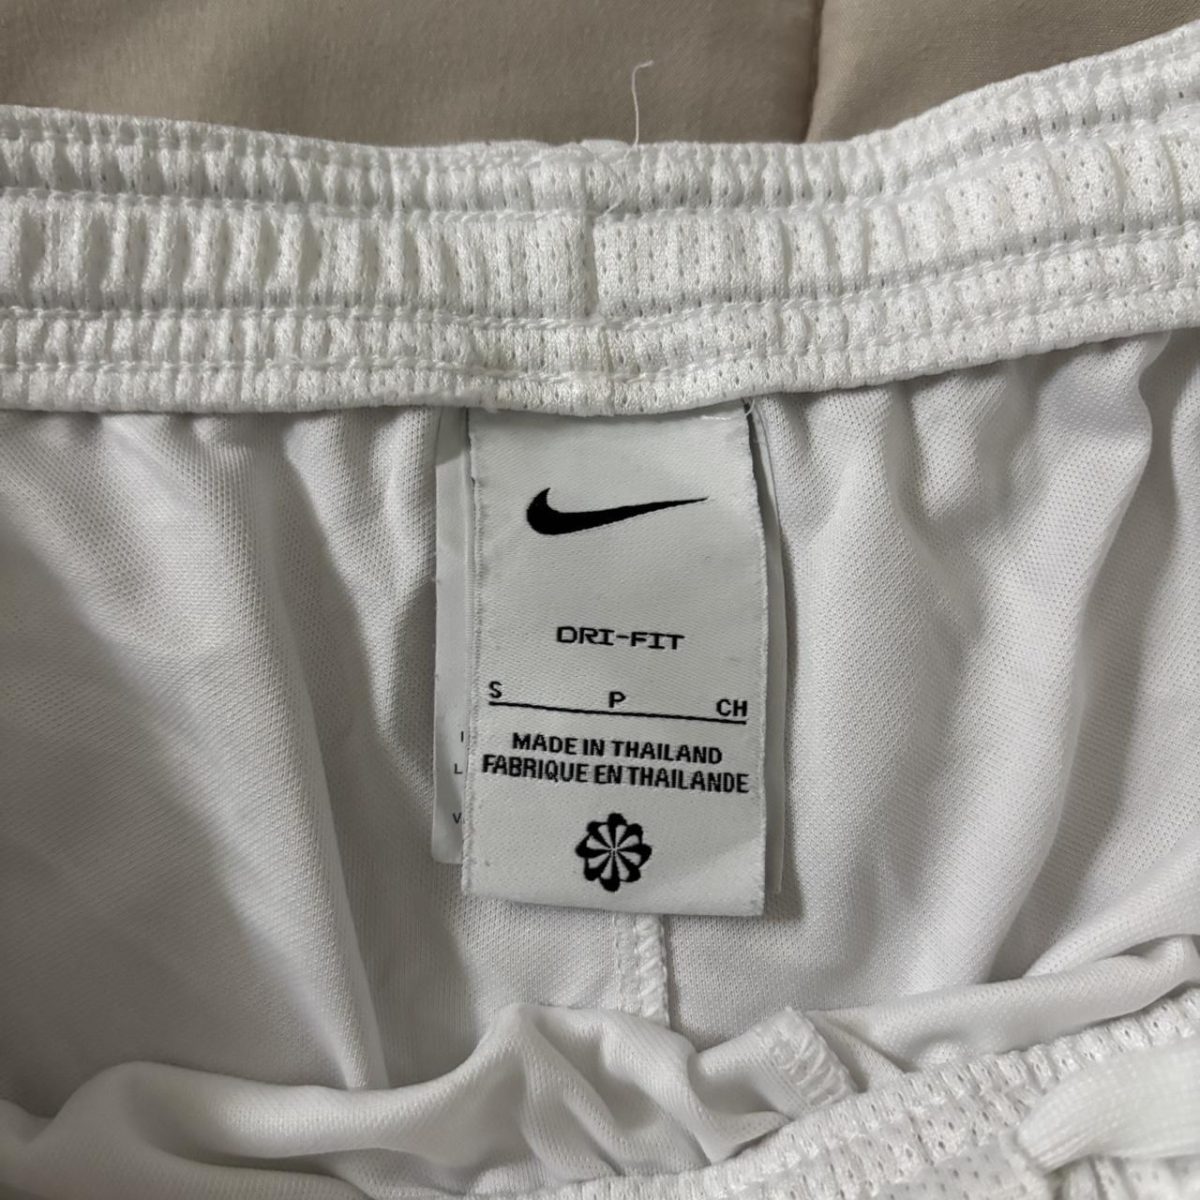 DRI-FIT
S P CH
MADE IN THAILAND
FABRIQUE EN THAILANDE
I
L
V